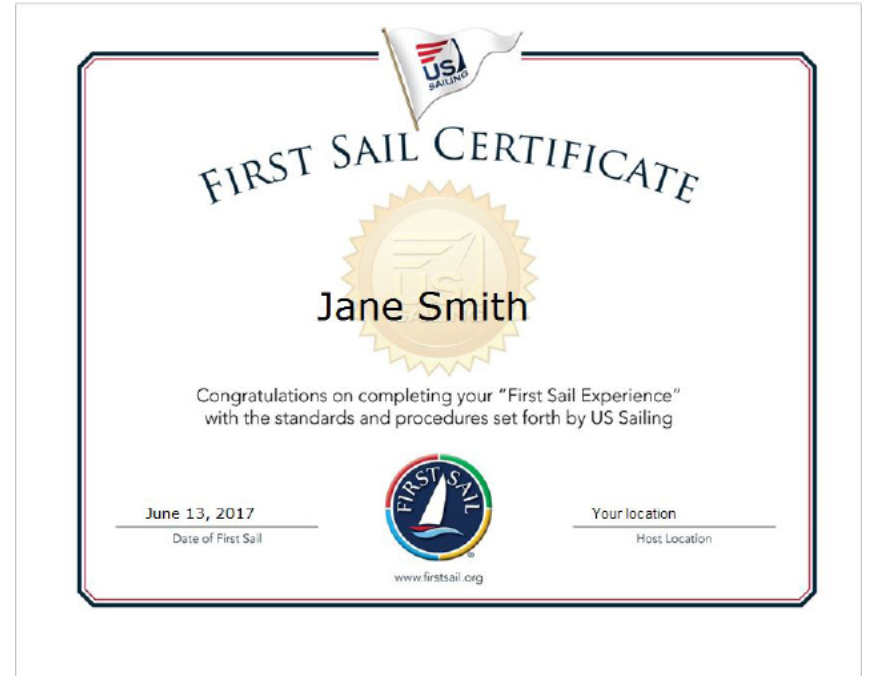 US
SAILING
FIRST SAIL CERTIFICATE
US
SAILING
Jane Smith
Congratulations on completing your "First Sail Experience"
with the standards and procedures set forth by US Sailing
FIRST SAIL
®
June 13, 2017
Date of First Sail
Your location
Host Location
www.firstsail.org